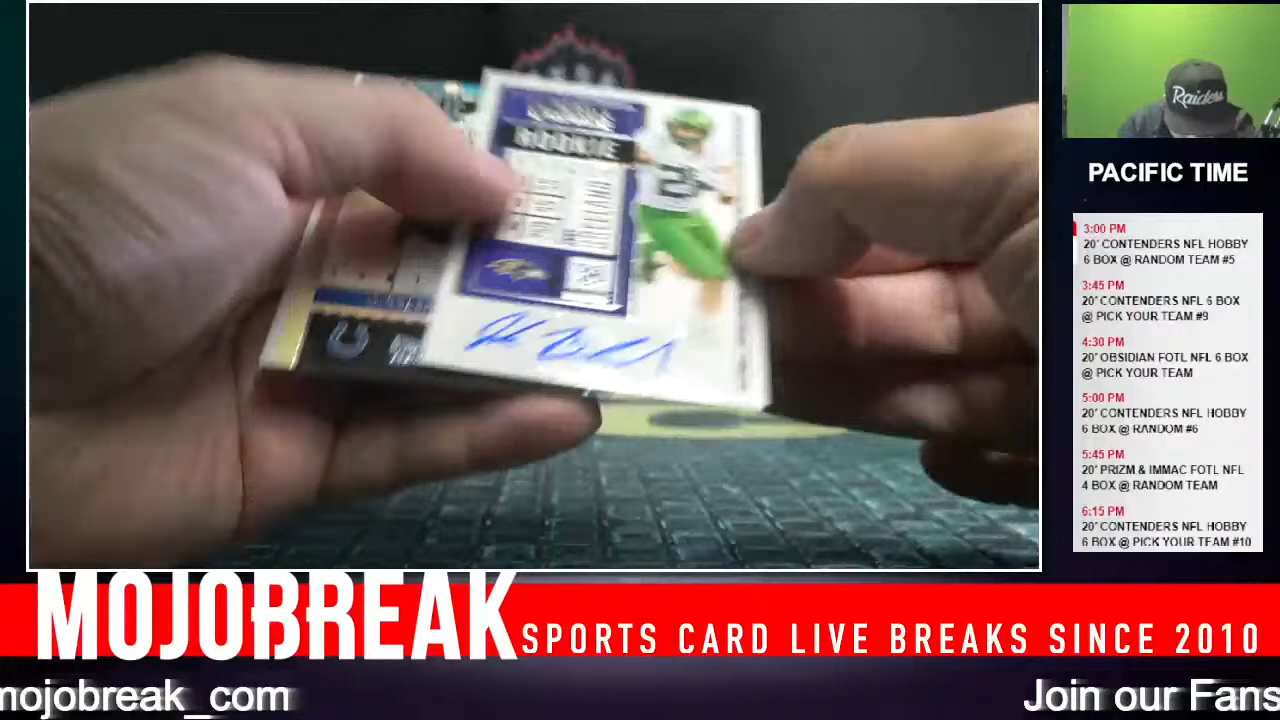 ROOKIE
Raiders
PACIFIC TIME
3:00 PM
20' CONTENDERS NFL HOBBY
6 BOX @ RANDOM TEAM #5
3:45 PM
20' CONTENDERS NFL 6 BOX
@ PICK YOUR TEAM #9
4:30 PM
20' OBSIDIAN FOTL NFL 6 BOX
@ PICK YOUR TEAM
5:00 PM
20' CONTENDERS NFL HOBBY
6 BOX @ RANDOM #6
5:45 PM
20' PRIZM & IMMAC FOTL NFL
4 BOX @ RANDOM TEAM
6:15 PM
20' CONTENDERS NFL HOBBY
6 BOX @ PICK YOUR TEAM #10
MOJOBREAK
SPORTS CARD LIVE BREAKS SINCE 2010
mojobreak_com
Join our Fans